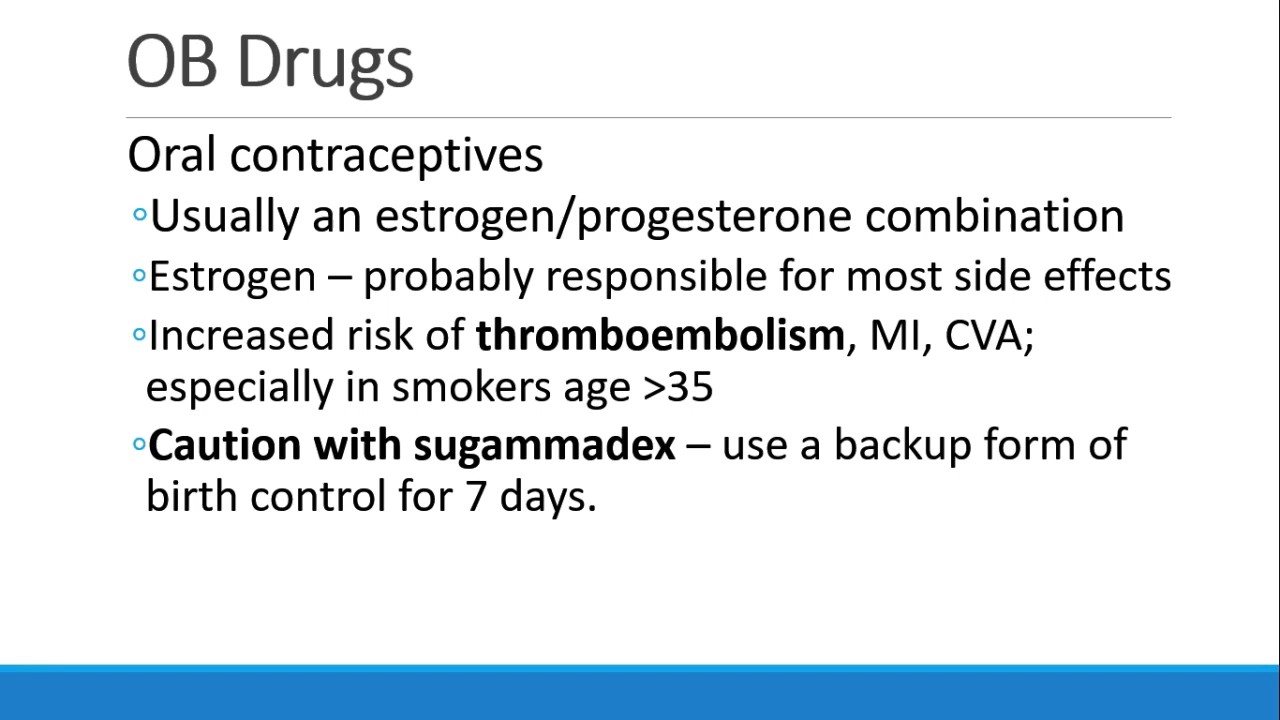 OB Drugs
Oral contraceptives
◦Usually an estrogen/progesterone combination
◦Estrogen – probably responsible for most side effects
◦Increased risk of thromboembolism, MI, CVA;
especially in smokers age >35
◦Caution with sugammadex – use a backup form of
birth control for 7 days.